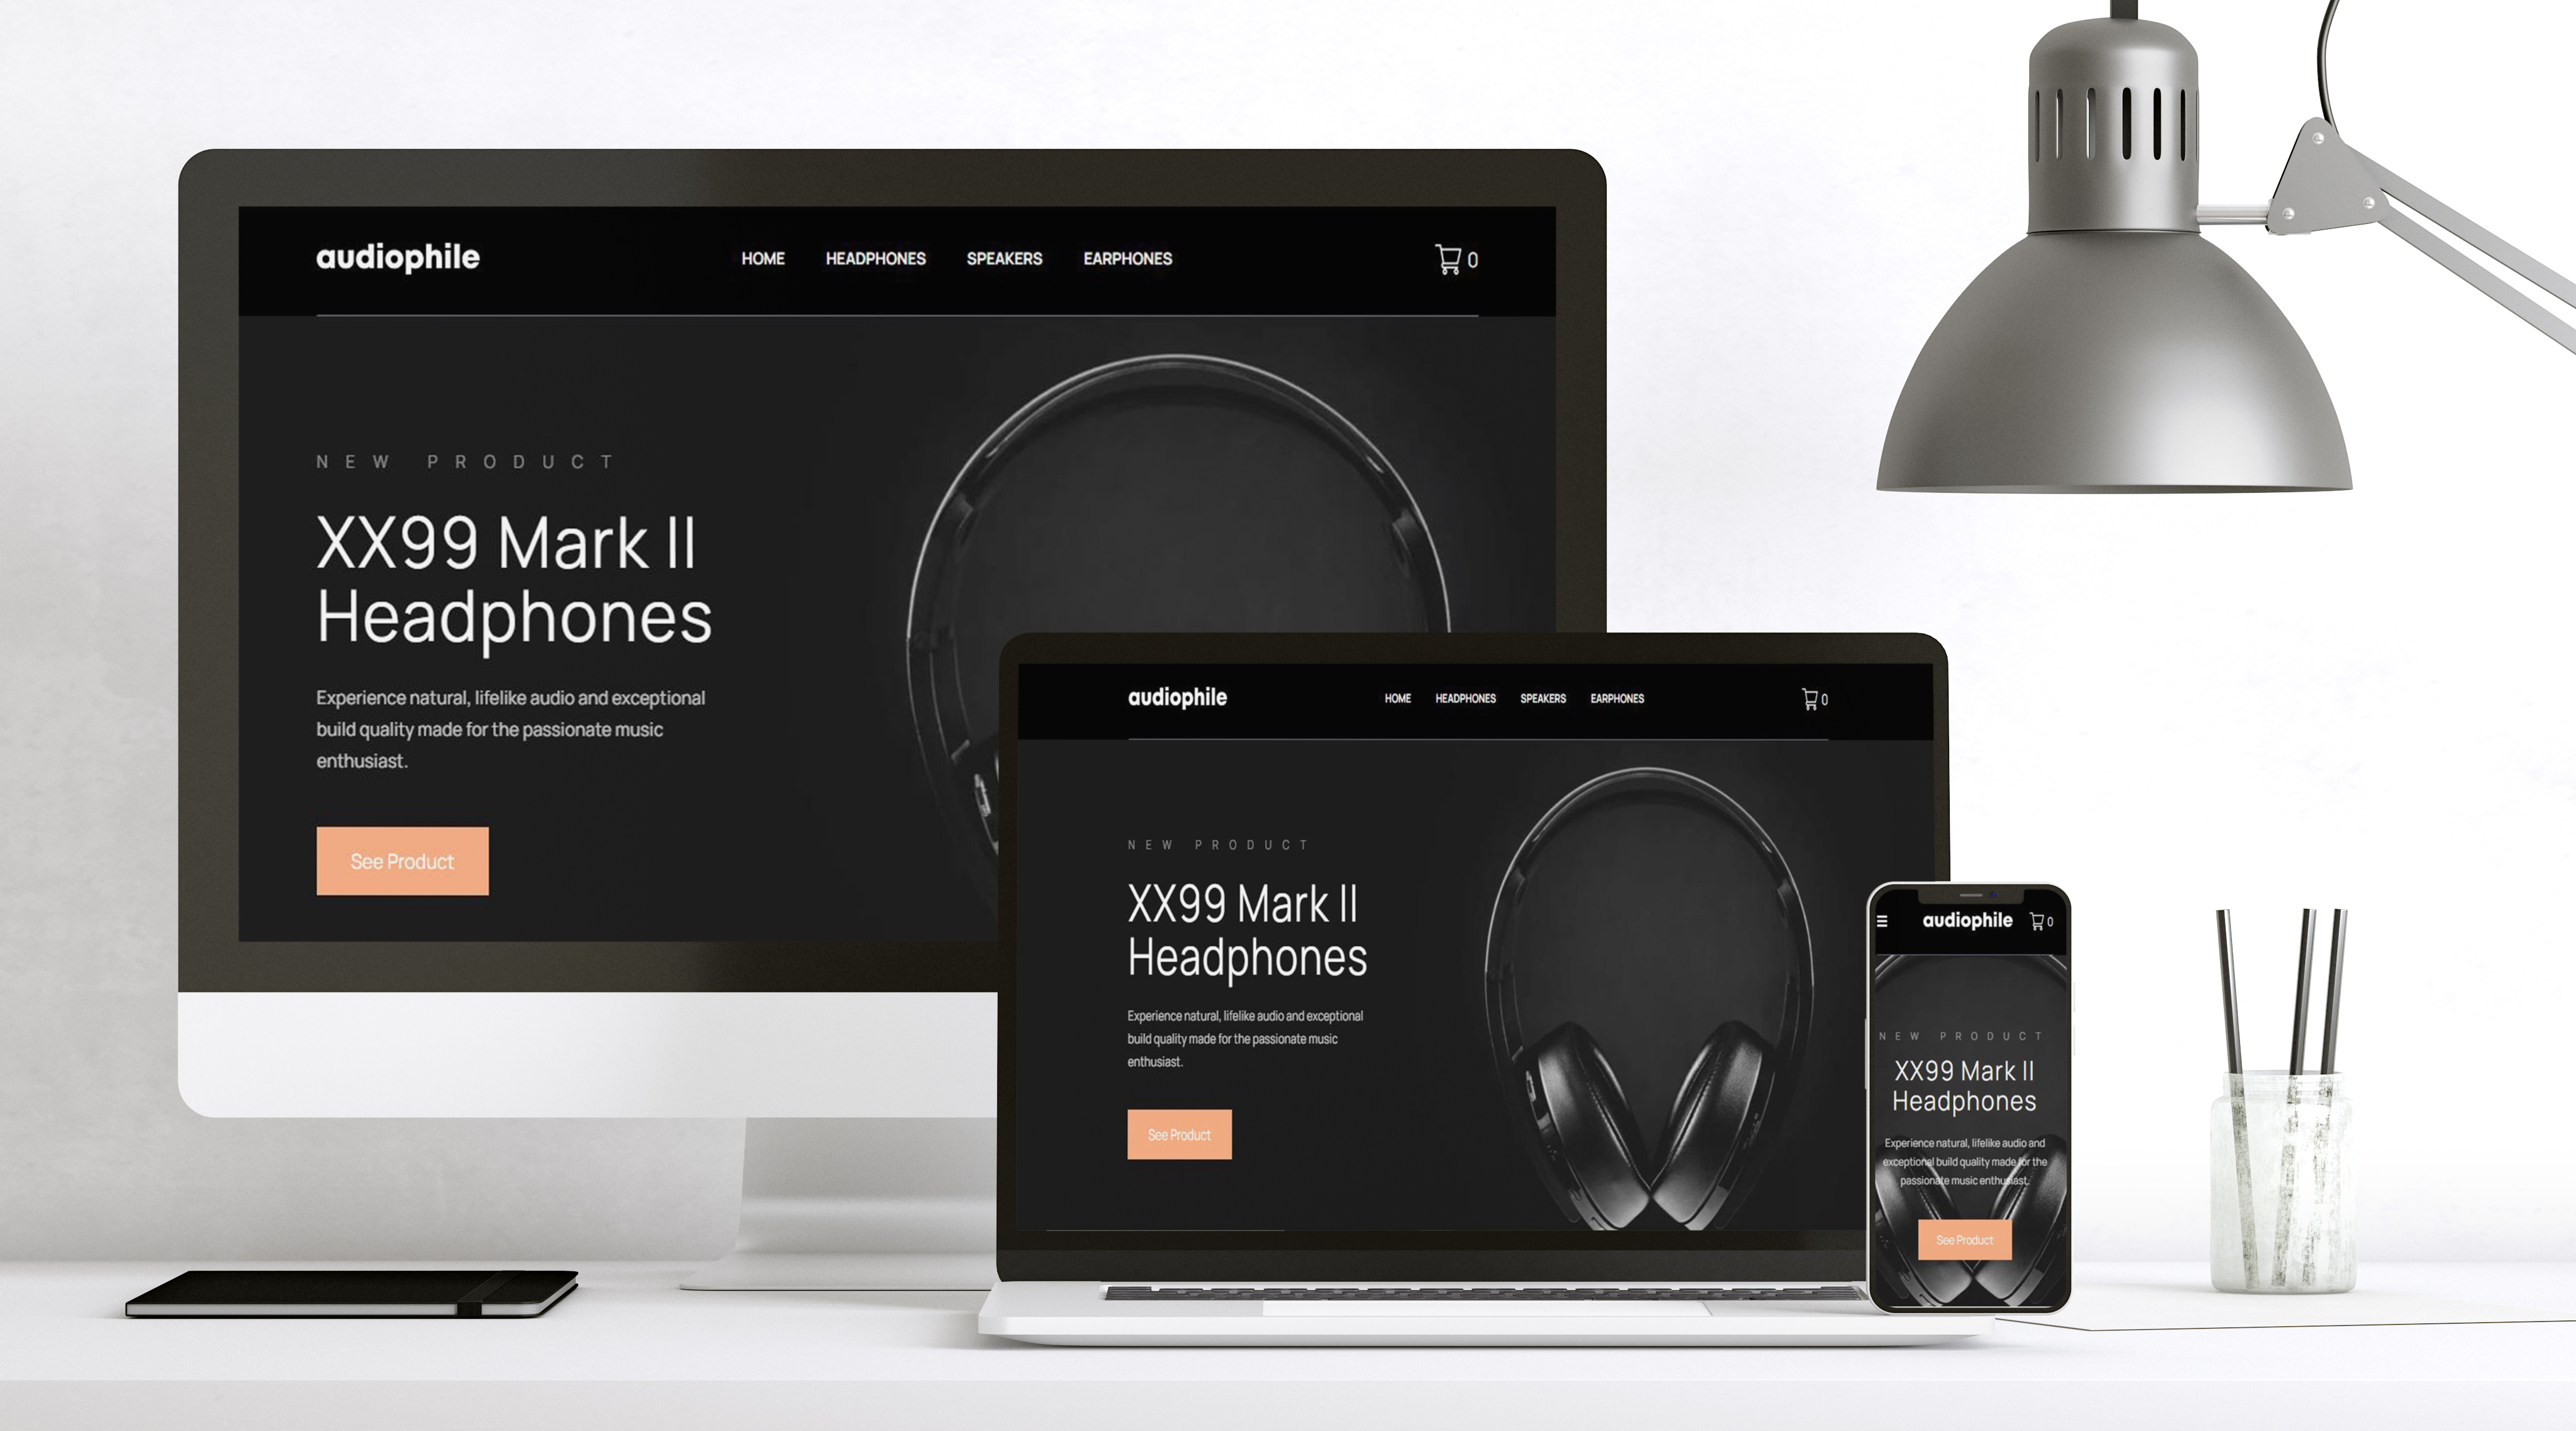 audiophile
HOME HEADPHONES SPEAKERS EARPHONES
0
NEW PRODUCT
XX99 Mark II
Headphones
Experience natural, lifelike audio and exceptional
build quality made for the passionate music
enthusiast.
See Product
audiophile
HOME HEADPHONES SPEAKERS EARPHONES
0
NEW PRODUCT
XX99 Mark II
Headphones
Experience natural, lifelike audio and exceptional
build quality made for the passionate music
enthusiast.
See Product
audiophile
0
NEW PRODUCT
XX99 Mark II
Headphones
Experience natural, lifelike audio and
exceptional build quality made for the
passionate music enthusiast.
See Product